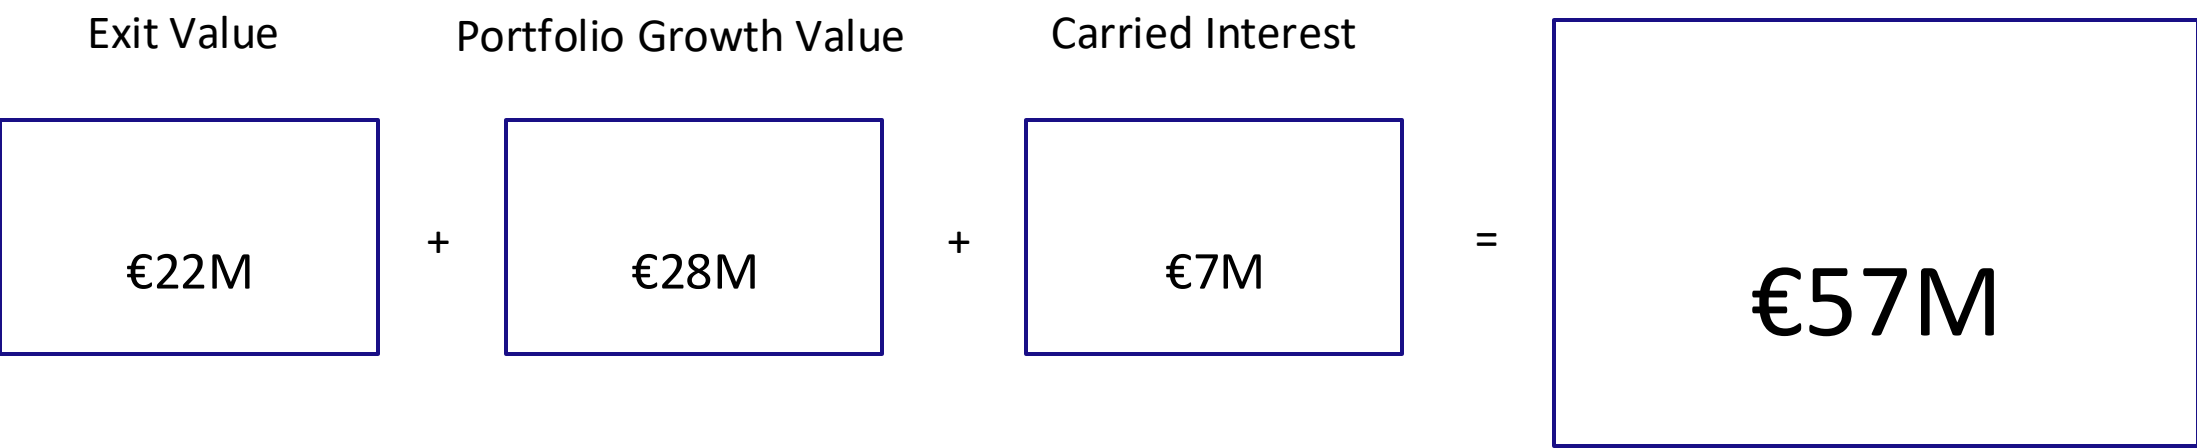 Exit Value
Portfolio Growth Value
Carried Interest
€22M
+
€28M
+
€7M
=
€57M